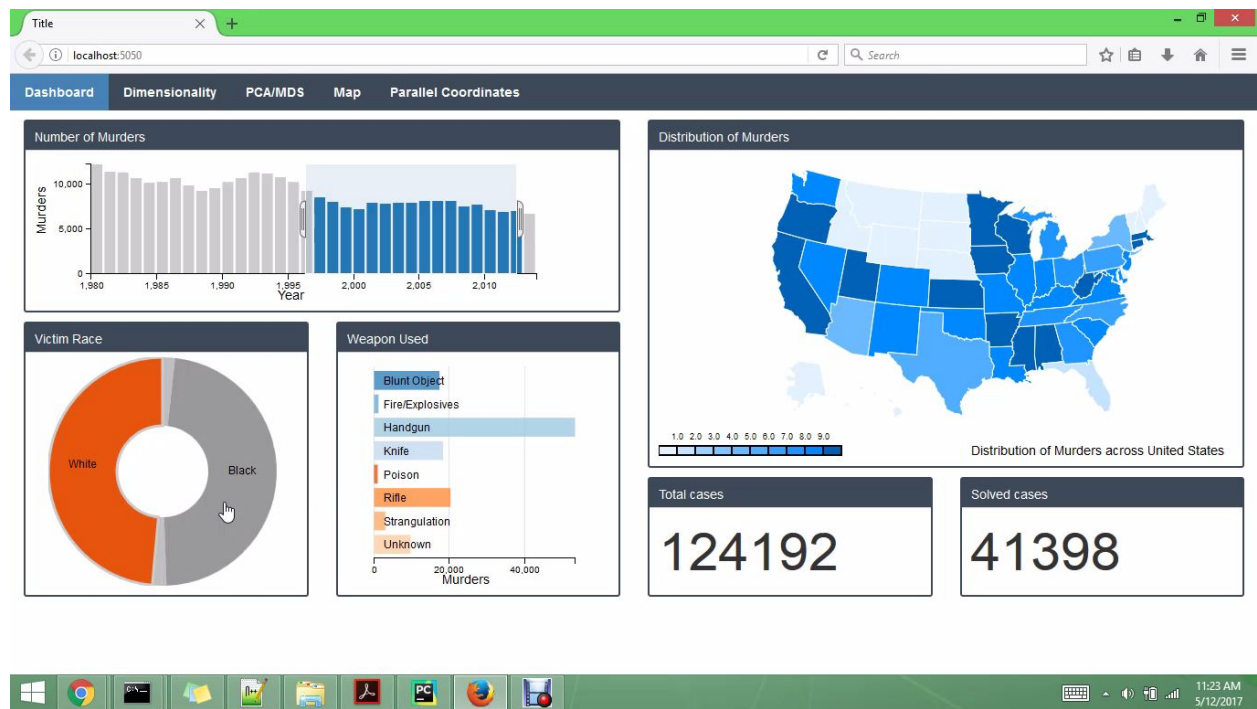 Title
localhost:5050
Search
Dashboard Dimensionality PCA/MDS Map Parallel Coordinates
Number of Murders
Murders
10,000
5,000
0
1,980 1,985 1,990 1,995 2,000 2,005 2,010
Year
Distribution of Murders
1.0 2.0 3.0 4.0 5.0 6.0 7.0 8.0 9.0
Distribution of Murders across United States
Victim Race
White
Black
Weapon Used
Blunt Object
Fire/Explosives
Handgun
Knife
Poison
Rifle
Strangulation
Unknown
0 20,000 40,000
Murders
Total cases
124192
Solved cases
41398
C:\_
PC
11:23 AM
5/12/2017